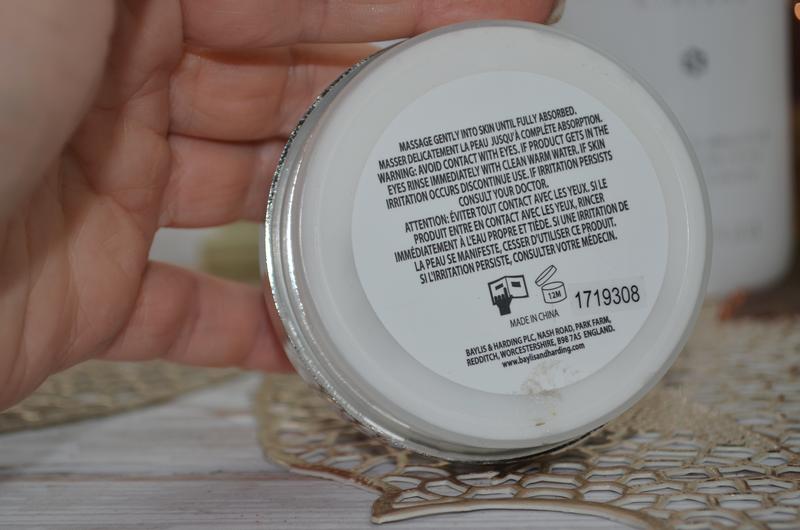 MASSAGE GENTLY INTO SKIN UNTIL FULLY ABSORBED.
MASSER DELICATEMENT LA PEAU JUSQU'À COMPLÈTE ABSORPTION.
WARNING: AVOID CONTACT WITH EYES. IF PRODUCT GETS IN THE
EYES RINSE IMMEDIATELY WITH CLEAN WARM WATER. IF SKIN
IRRITATION OCCURS DISCONTINUE USE. IF IRRITATION PERSISTS
CONSULT YOUR DOCTOR.
ATTENTION: ÉVITER TOUT CONTACT AVEC LES YEUX. SI LE
PRODUIT ENTRE EN CONTACT AVEC LES YEUX, RINCER
IMMÉDIATEMENT À L'EAU PROPRE ET TIÈDE. SI UNE IRRITATION DE
LA PEAU SE MANIFESTE, CESSER D'UTILISER CE PRODUIT.
SI L'IRRITATION PERSISTE, CONSULTER VOTRE MÉDECIN.
12M
1719308
MADE IN CHINA
BAYLIS & HARDING PLC, NASH ROAD, PARK FARM,
REDDITCH, WORCESTERSHIRE, B98 7AS ENGLAND.
www.baylisandharding.com